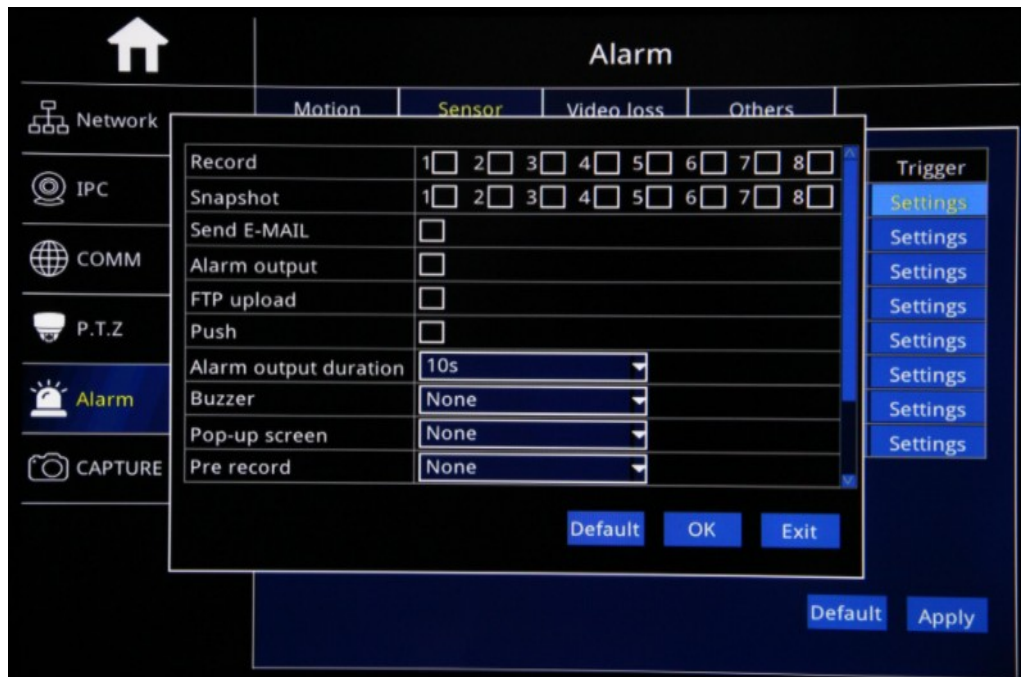 Alarm
Motion Sensor Video loss Others
Network
IPC
COMM
P.T.Z
Alarm
CAPTURE
Record 1 2 3 4 5 6 7 8
Snapshot 1 2 3 4 5 6 7 8
Send E-MAIL
Alarm output
FTP upload
Push
Alarm output duration 10s
Buzzer None
Pop-up screen None
Pre record None
Default OK Exit
Trigger
Settings
Settings
Settings
Settings
Settings
Settings
Settings
Settings
Default Apply